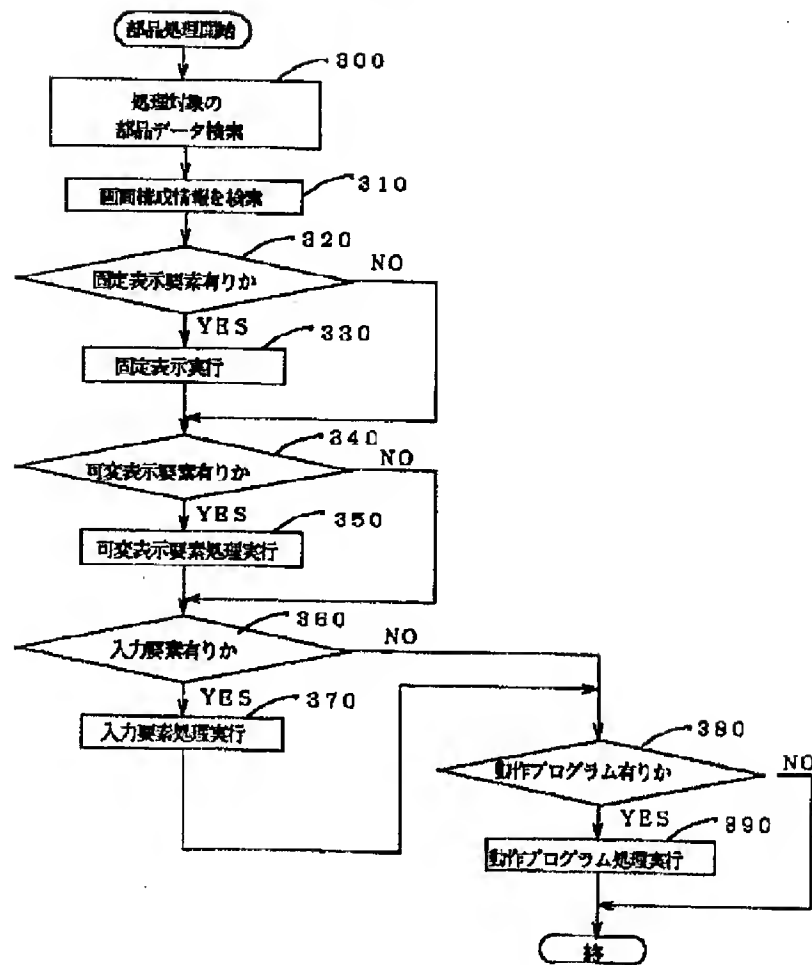 部品処理開始
300
処理対象の
部品データ検索
310
画面構成情報を検索
320
固定表示要素有りか
NO
YES
330
固定表示実行
340
可変表示要素有りか
NO
YES
350
可変表示要素処理実行
360
入力要素有りか
NO
YES
370
入力要素処理実行
380
動作プログラム有りか
NO
YES
390
動作プログラム処理実行
終